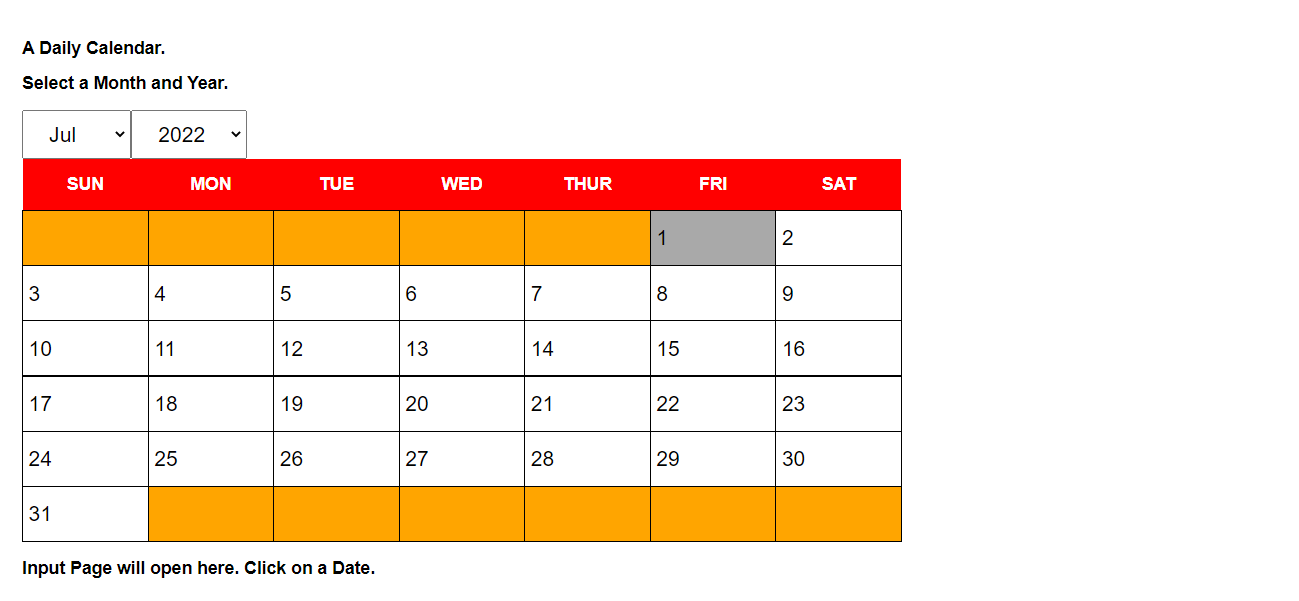 A Daily Calendar.
Select a Month and Year.
Jul 2022
SUN MON TUE WED THUR FRI SAT
1 2
3 4 5 6 7 8 9
10 11 12 13 14 15 16
17 18 19 20 21 22 23
24 25 26 27 28 29 30
31
Input Page will open here. Click on a Date.